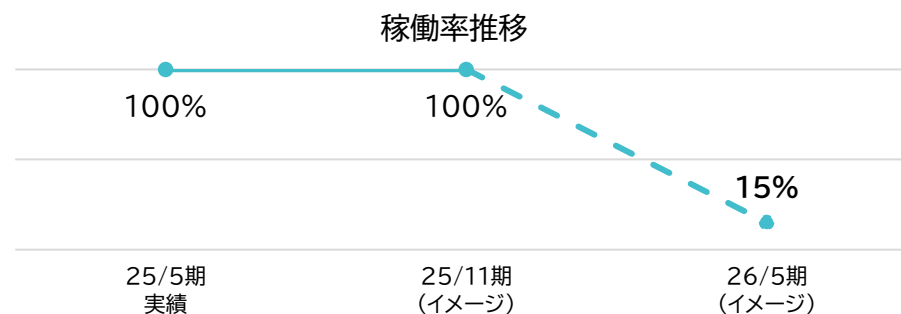 稼働率推移
100%
100%
15%
25/5期
実績
25/11期
(イメージ)
26/5期
(イメージ)